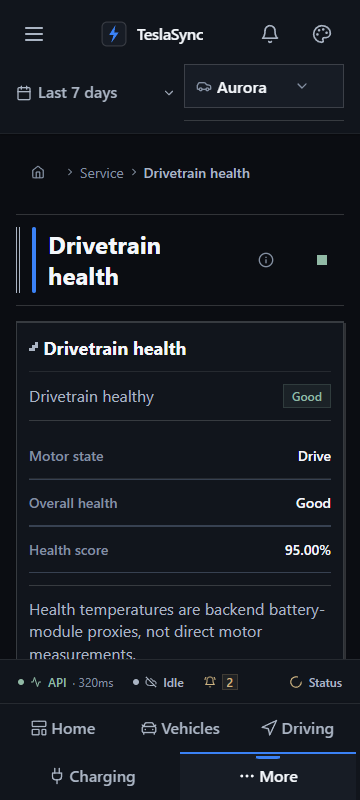 TeslaSync
Last 7 days
Aurora
Service
Drivetrain health
Drivetrain
health
Drivetrain health
Drivetrain healthy
Good
Motor state
Drive
Overall health
Good
Health score
95.00%
Health temperatures are backend battery-
module proxies, not direct motor
measurements.
API · 320ms
Idle
2
Status
Home
Vehicles
Driving
Charging
More